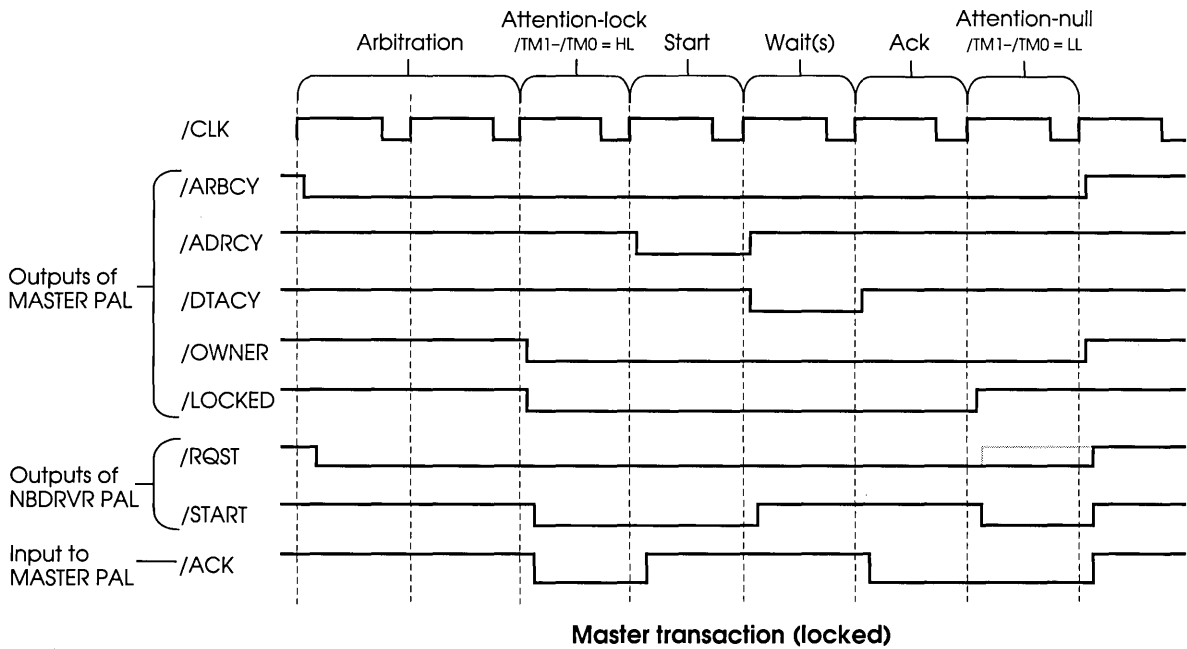 Attention-lock
/TM1–/TM0 = HL
Attention-null
/TM1–/TM0 = LL
Arbitration
Start
Wait(s)
Ack
/CLK
/ARBCY
/ADRCY
/DTACY
/OWNER
/LOCKED
Outputs of
MASTER PAL
/RQST
/START
Outputs of
NBDRVR PAL
Input to
MASTER PAL
/ACK
Master transaction (locked)